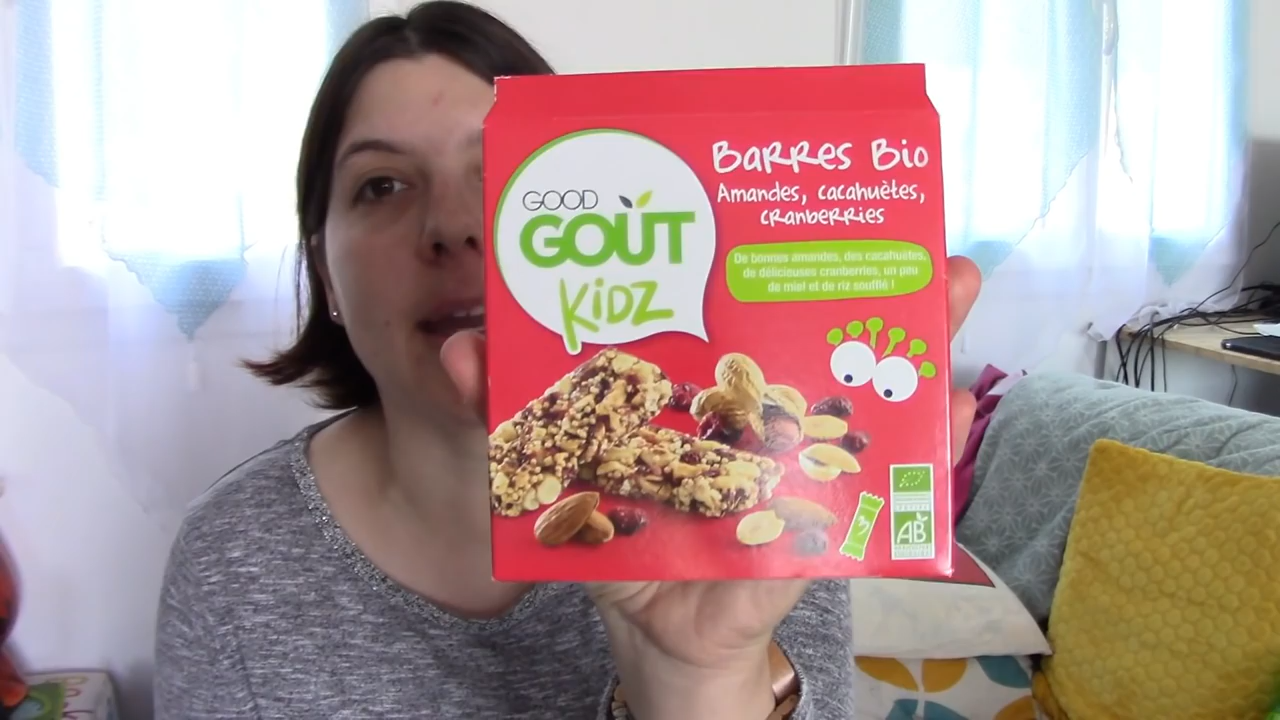 GOOD
GOÛT
KidZ
Barres Bio
Amandes, cacahuètes,
cranberries
De bonnes amandes, des cacahuètes,
de délicieuses cranberries, un peu
de miel et de riz soufflé !
3
AB